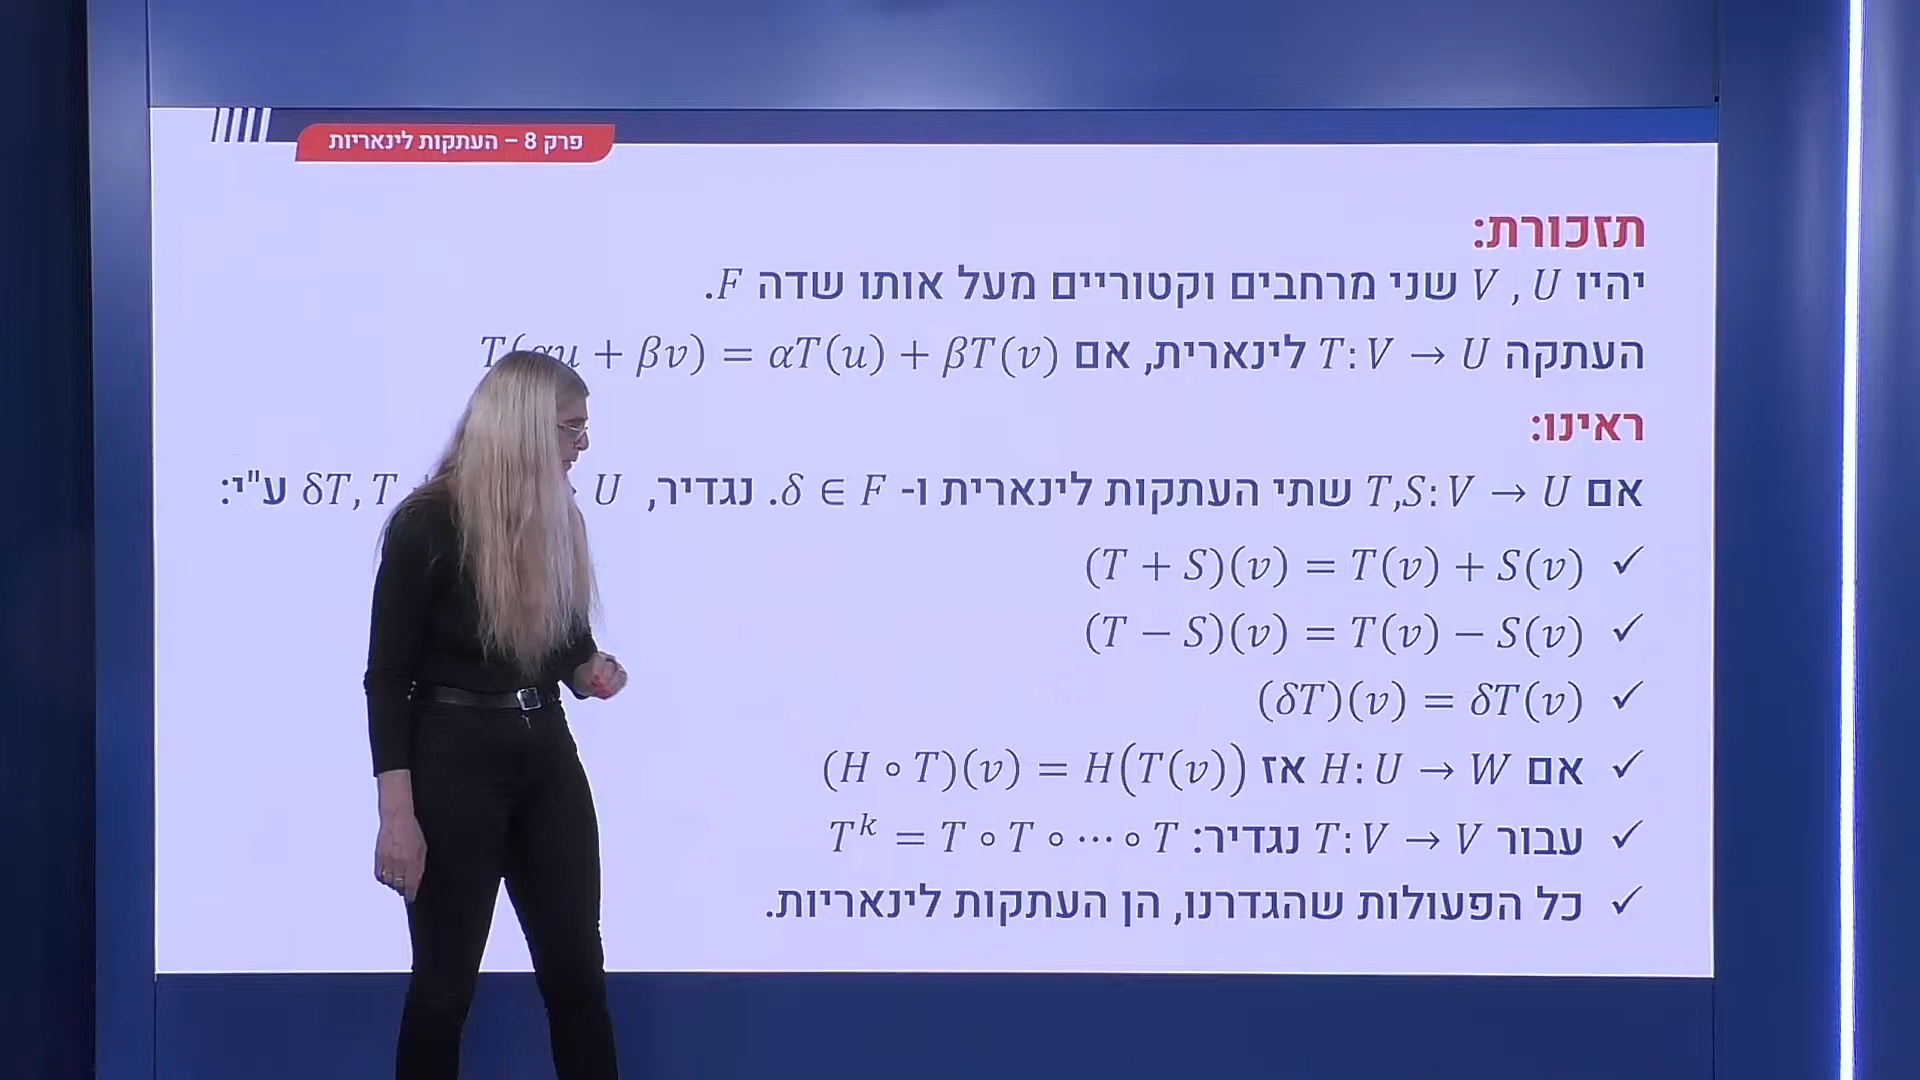 פרק 8 – העתקות לינאריות
תזכורת:
יהיו V , U שני מרחבים וקטוריים מעל אותו שדה F.
העתקה T: V → U לינארית, אם T(αu + βv) = αT(u) + βT(v)
ראינו:
אם T,S: V → U שתי העתקות לינארית ו- δ ∈ F. נגדיר, δT, T U ע"י:
✓ (T + S)(v) = T(v) + S(v)
✓ (T − S)(v) = T(v) − S(v)
✓ (δT)(v) = δT(v)
✓ אם H: U → W אז (H ∘ T)(v) = H(T(v))
✓ עבור T: V → V נגדיר: T^k = T ∘ T ∘ ⋯ ∘ T
✓ כל הפעולות שהגדרנו, הן העתקות לינאריות.